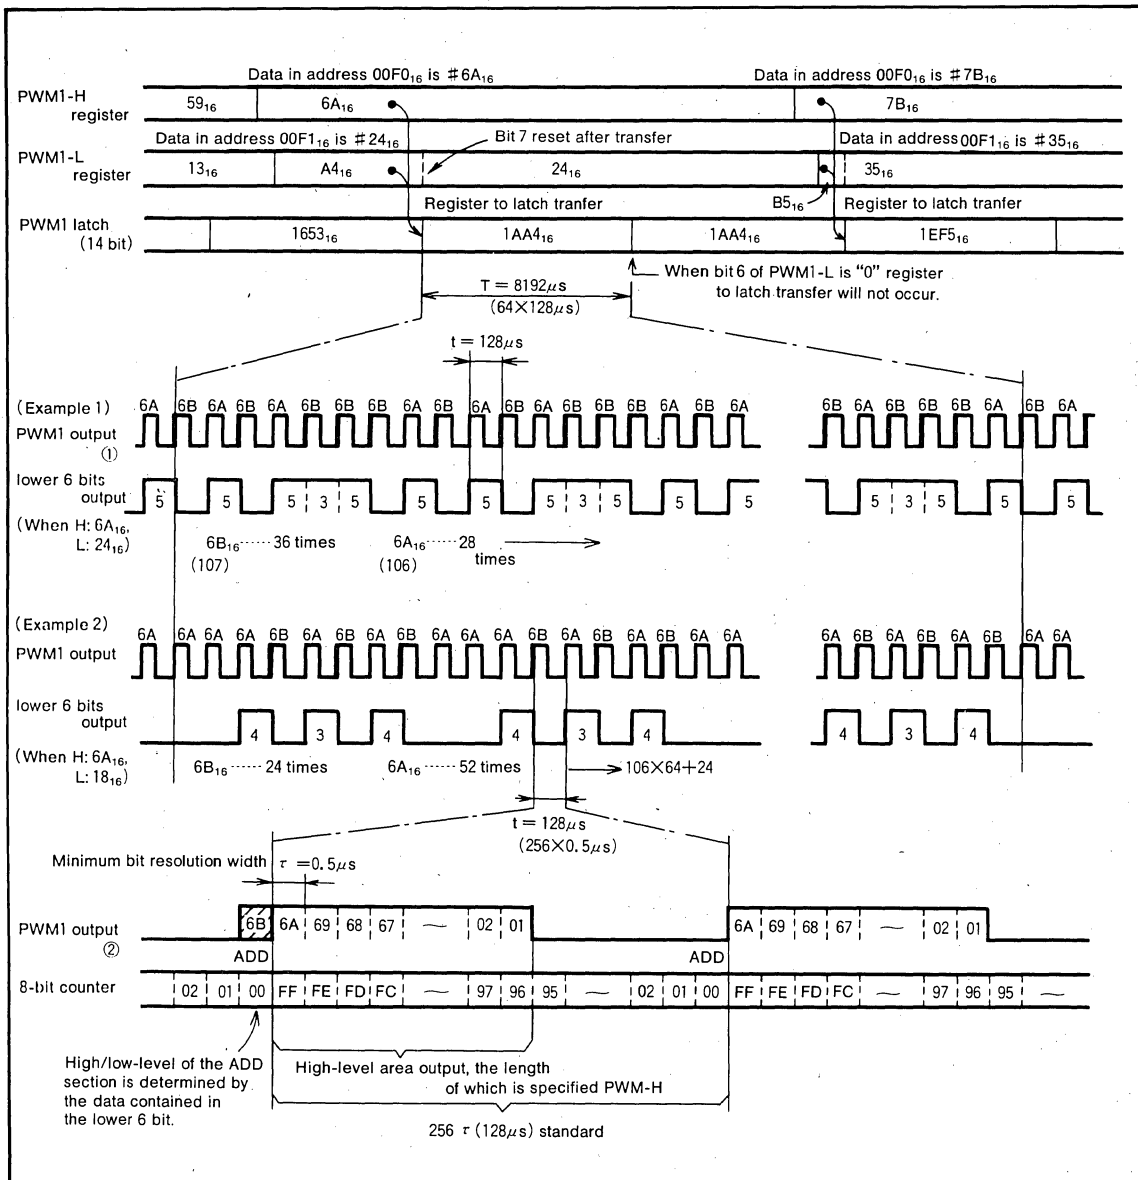 Data in address 00F0₁₆ is #6A₁₆ Data in address 00F0₁₆ is #7B₁₆
PWM1-H
register
59₁₆ 6A₁₆ 7B₁₆
Data in address 00F1₁₆ is #24₁₆ Bit 7 reset after transfer Data in address 00F1₁₆ is #35₁₆
PWM1-L
register
13₁₆ A4₁₆ 24₁₆ 35₁₆
B5₁₆
Register to latch tranfer Register to latch tranfer
PWM1 latch
(14 bit)
1653₁₆ 1AA4₁₆ 1AA4₁₆ 1EF5₁₆
When bit 6 of PWM1-L is “0” register
to latch transfer will not occur.
T = 8192μs
(64×128μs)
t = 128μs
(Example 1)
6A 6B 6A 6B 6A 6B 6B 6B 6A 6B 6A 6B 6A 6B 6B 6B 6A 6B 6A 6B 6A 6B 6B 6A 6B 6A
PWM1 output
①
lower 6 bits
output
5 5 5 3 5 5 5 5 3 5 5 5 5 3 5 5 5
(When H: 6A₁₆,
L: 24₁₆)
6B₁₆ ······ 36 times 6A₁₆ ······ 28
times
(107) (106)
(Example 2)
6A 6A 6A 6A 6B 6A 6B 6A 6B 6A 6A 6A 6B 6A 6B 6A 6B 6A 6A 6A 6B 6A 6B 6A 6B 6A 6A
PWM1 output
lower 6 bits
output
4 3 4 4 3 4 4 3 4
(When H: 6A₁₆,
L: 18₁₆)
6B₁₆ ······ 24 times 6A₁₆ ······ 52 times 106×64+24
t = 128μs
(256×0.5μs)
Minimum bit resolution width τ =0.5μs
PWM1 output
②
6B 6A 69 68 67 ~ 02 01 6A 69 68 67 ~ 02 01
ADD ADD
8-bit counter
02 01 00 FF FE FD FC ~ 97 96 95 ~ 02 01 00 FF FE FD FC ~ 97 96 95 ~
High/low-level of the ADD
section is determined by
the data contained in
the lower 6 bit.
High-level area output, the length
of which is specified PWM-H
256 τ (128μs) standard